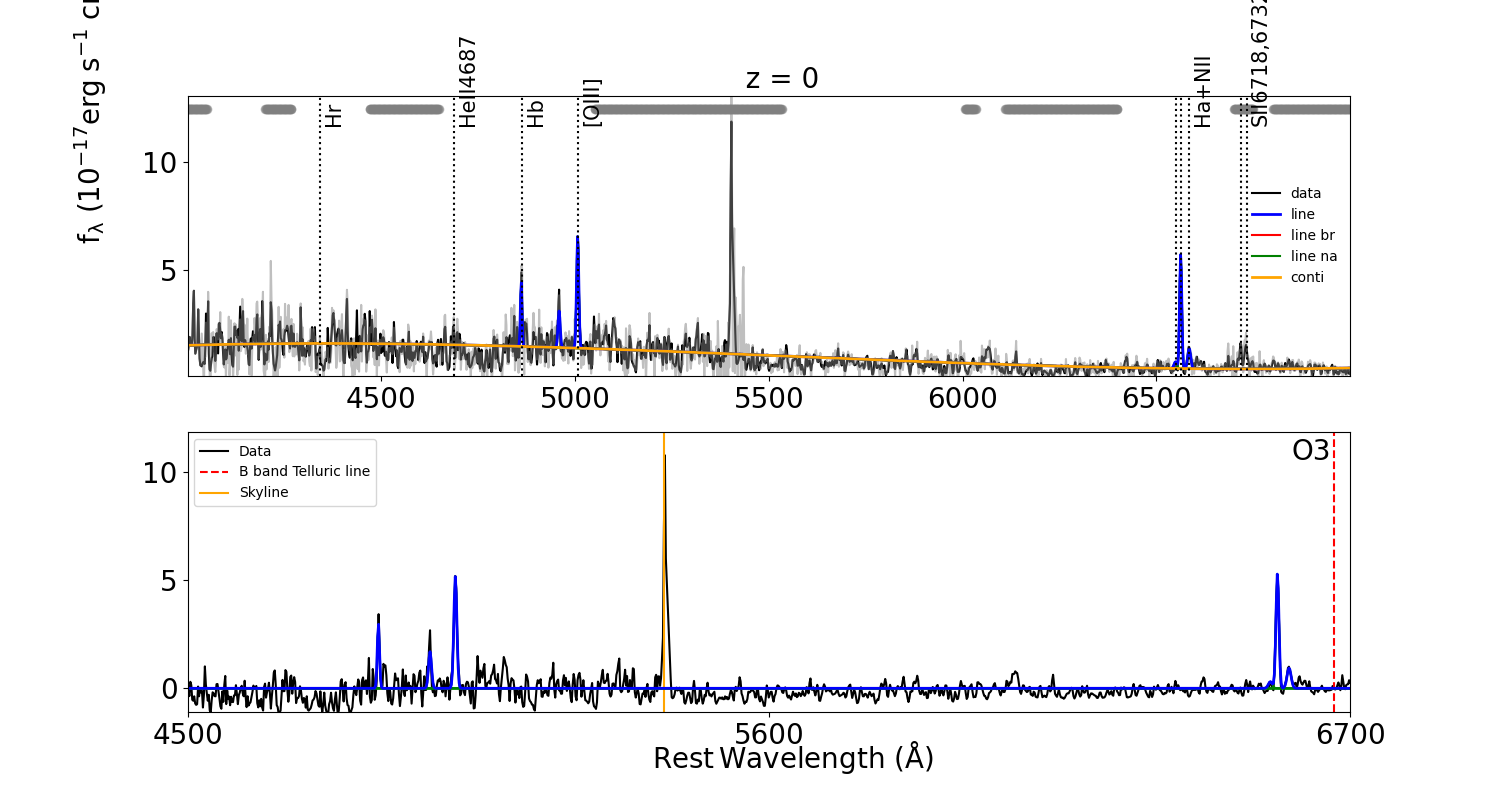 z = 0
f_λ (10^−17 erg s^−1
Hr
HeII4687
Hb
[OIII]
Ha+NII
SII6718,6732
10
5
data
line
line br
line na
conti
4500 5000 5500 6000 6500
Data
B band Telluric line
Skyline
O3
10
5
0
4500 5600 6700
Rest Wavelength (Å)